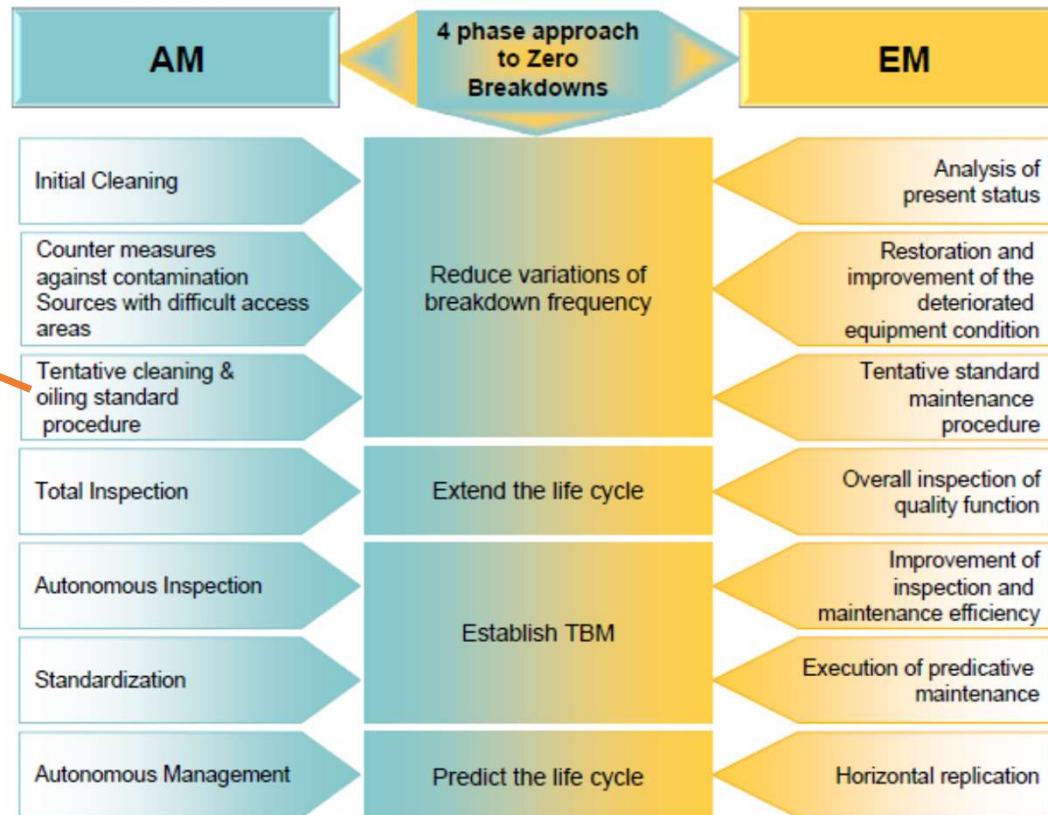 AM
4 phase approach
to Zero
Breakdowns
EM
Initial Cleaning
Reduce variations of
breakdown frequency
Analysis of
present status
Counter measures
against contamination
Sources with difficult access
areas
Restoration and
improvement of the
deteriorated
equipment condition
Tentative cleaning &
oiling standard
procedure
Tentative standard
maintenance
procedure
Total Inspection
Extend the life cycle
Overall inspection of
quality function
Autonomous Inspection
Establish TBM
Improvement of
inspection and
maintenance efficiency
Standardization
Execution of predicative
maintenance
Autonomous Management
Predict the life cycle
Horizontal replication